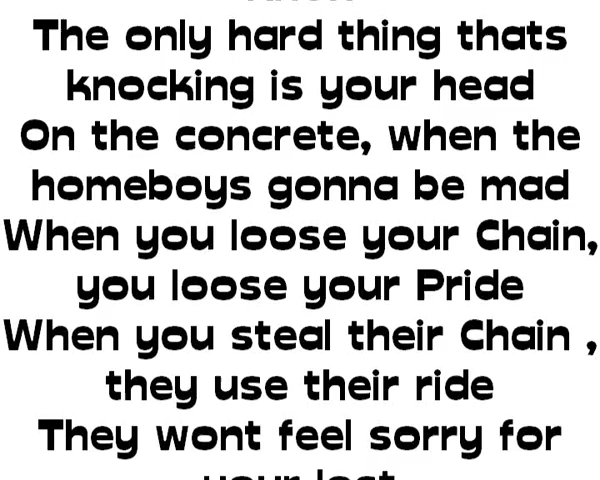 The only hard thing thats
knocking is your head
On the concrete, when the
homeboys gonna be mad
When you loose your Chain,
you loose your Pride
When you steal their Chain ,
they use their ride
They wont feel sorry for
your lost